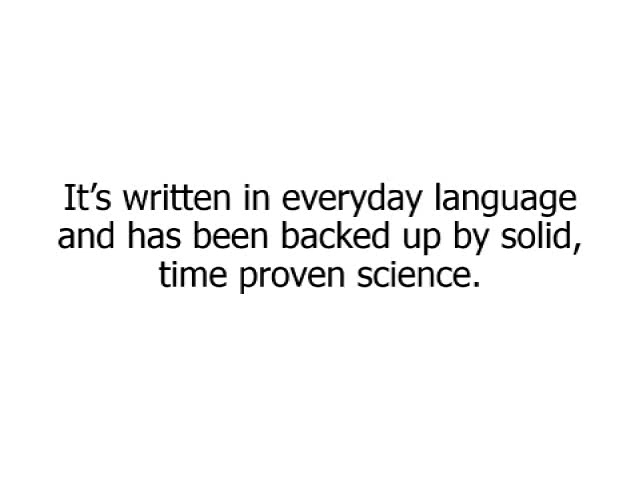 It’s written in everyday language
and has been backed up by solid,
time proven science.